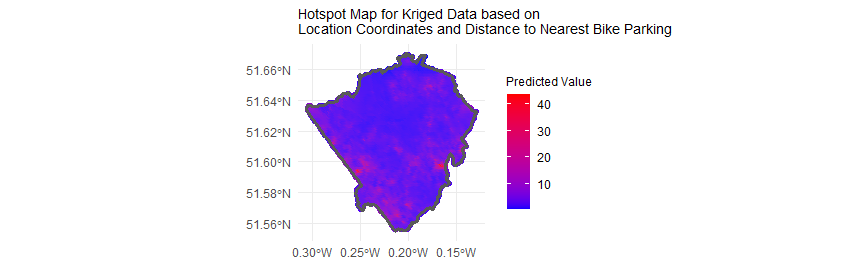 Hotspot Map for Kriged Data based on
Location Coordinates and Distance to Nearest Bike Parking
51.66°N
51.64°N
51.62°N
51.60°N
51.58°N
51.56°N
0.30°W 0.25°W 0.20°W 0.15°W
Predicted Value
40
30
20
10